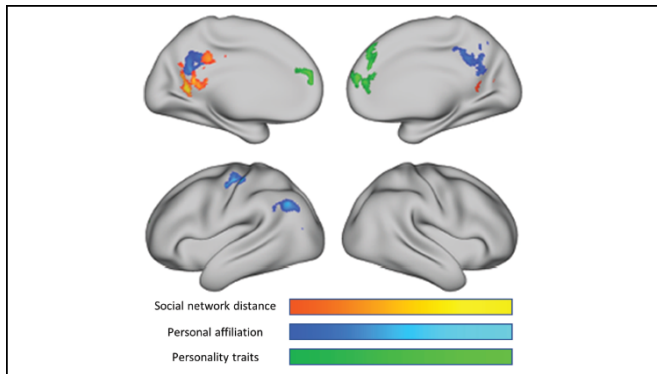 Social network distance
Personal affiliation
Personality traits